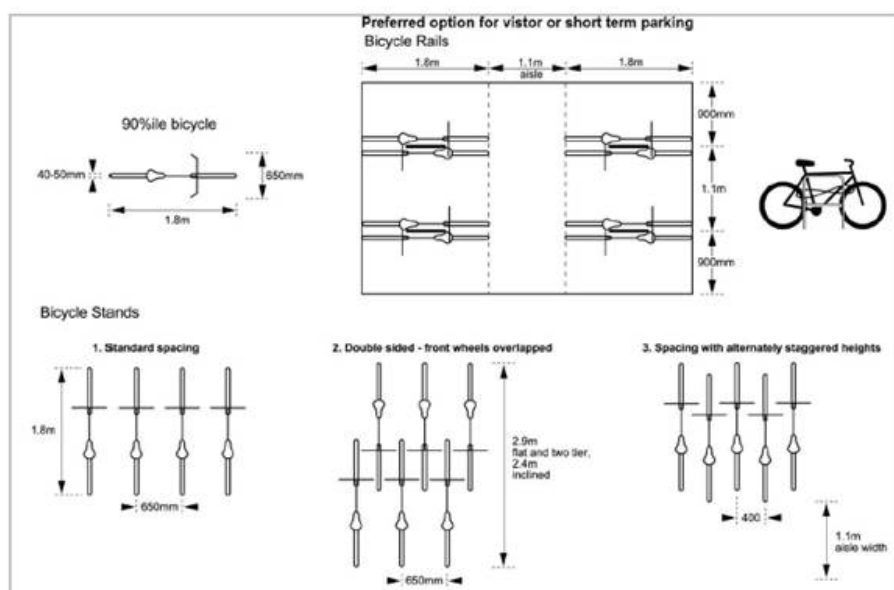 Preferred option for vistor or short term parking
Bicycle Rails
1.8m
1.1m
aisle
1.8m
900mm
90%ile bicycle
40-50mm
650mm
1.8m
1.1m
900mm
Bicycle Stands
1. Standard spacing
2. Double sided - front wheels overlapped
3. Spacing with alternately staggered heights
1.8m
650mm
2.9m
flat and two tier,
2.4m
inclined
650mm
400
1.1m
aisle width